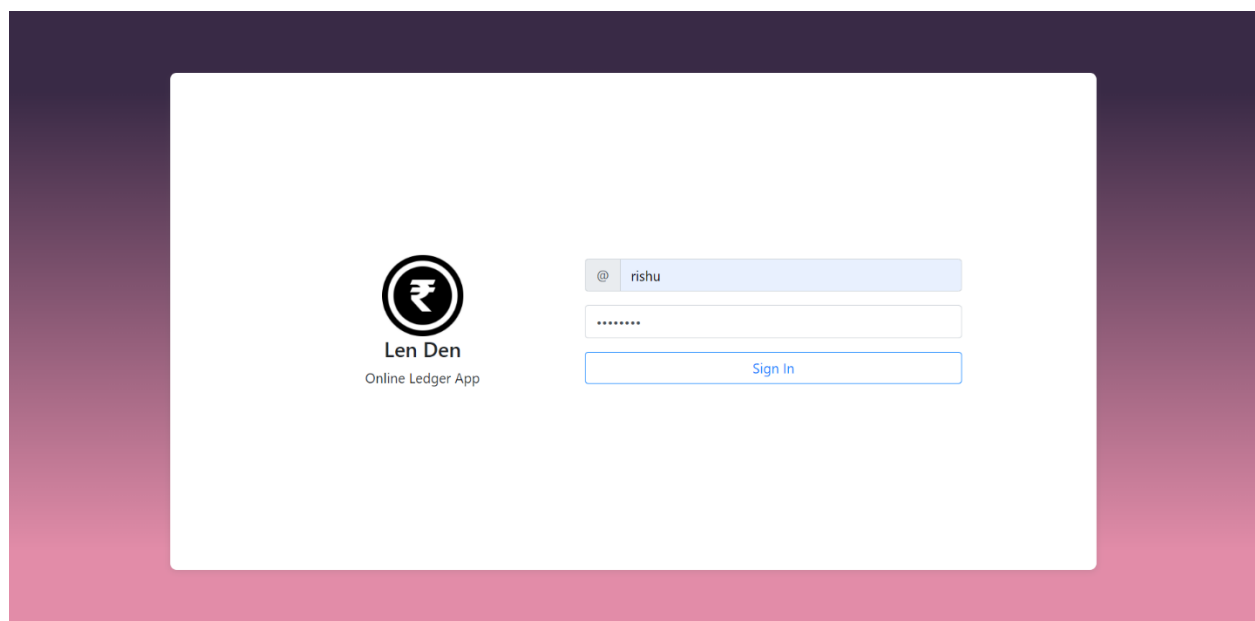 ₹
Len Den
Online Ledger App
@ rishu
••••••••
Sign In